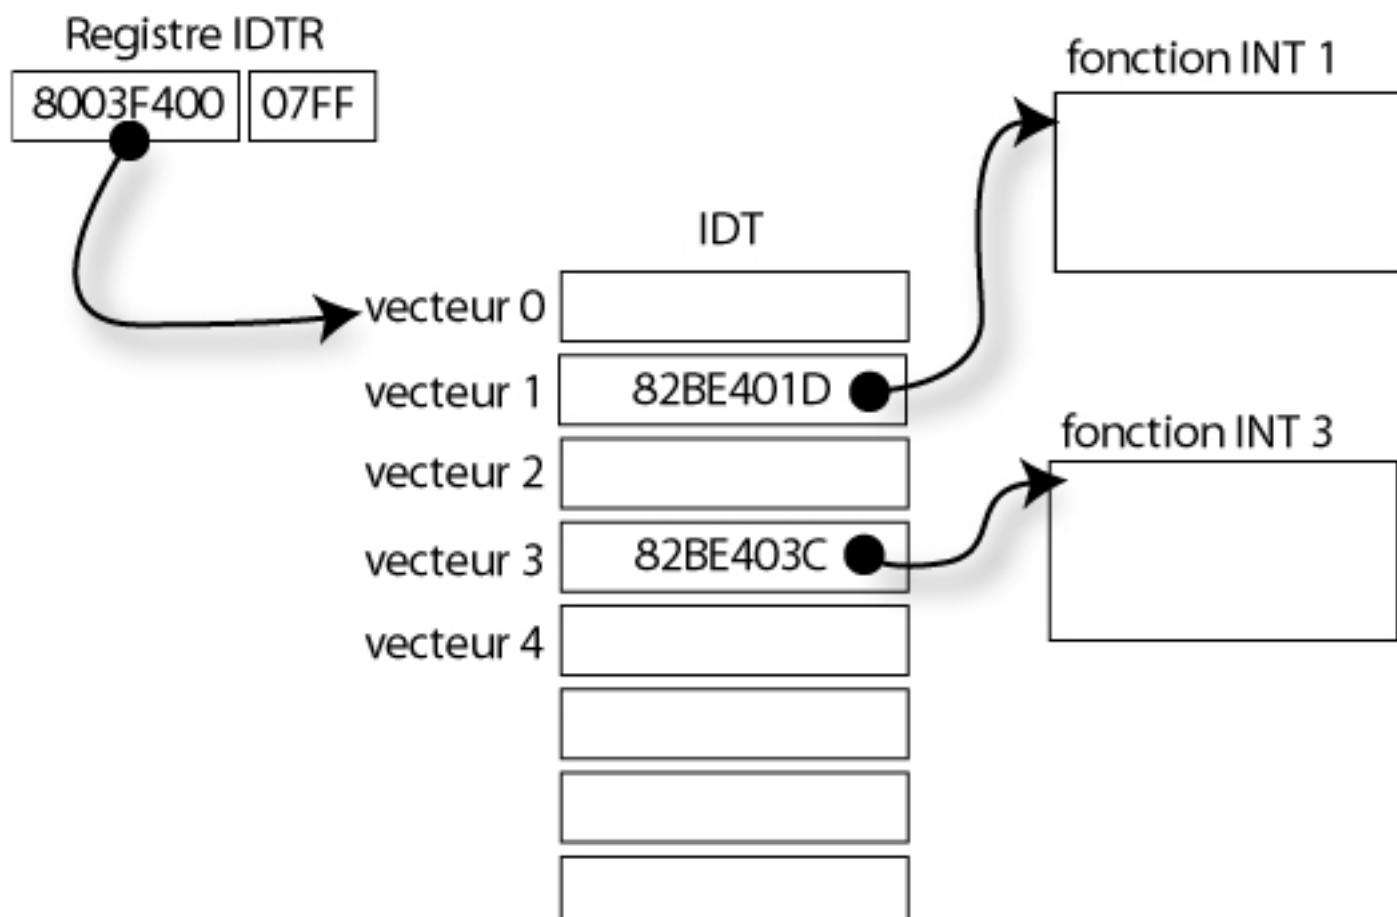 Registre IDTR
8003F400 07FF
fonction INT 1
IDT
vecteur 0
vecteur 1 82BE401D
vecteur 2
fonction INT 3
vecteur 3 82BE403C
vecteur 4